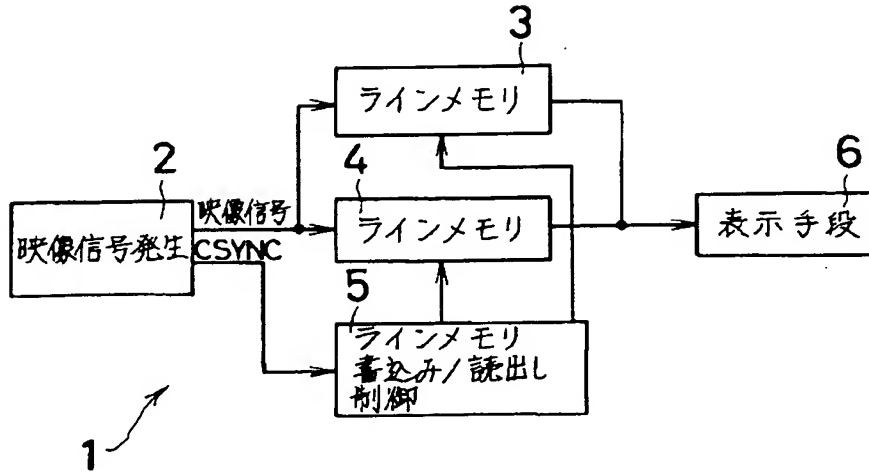 3
ラインメモリ
2
映像信号発生
映像信号
CSYNC
4
ラインメモリ
6
表示手段
5
ラインメモリ
書込み/読出し
制御
1